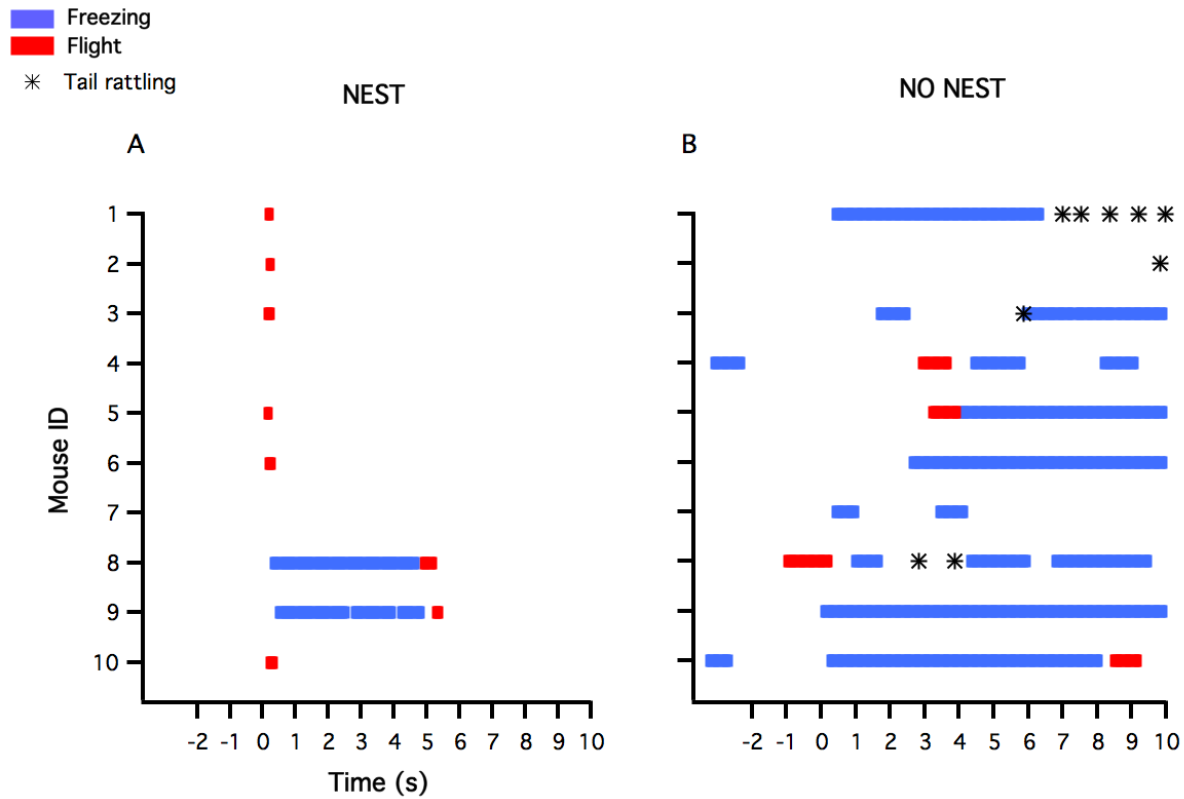 Freezing
Flight
Tail rattling
NEST
NO NEST
A
B
1
2
3
4
5
6
7
8
9
10
Mouse ID
-2 -1 0 1 2 3 4 5 6 7 8 9 10
-2 -1 0 1 2 3 4 5 6 7 8 9 10
Time (s)